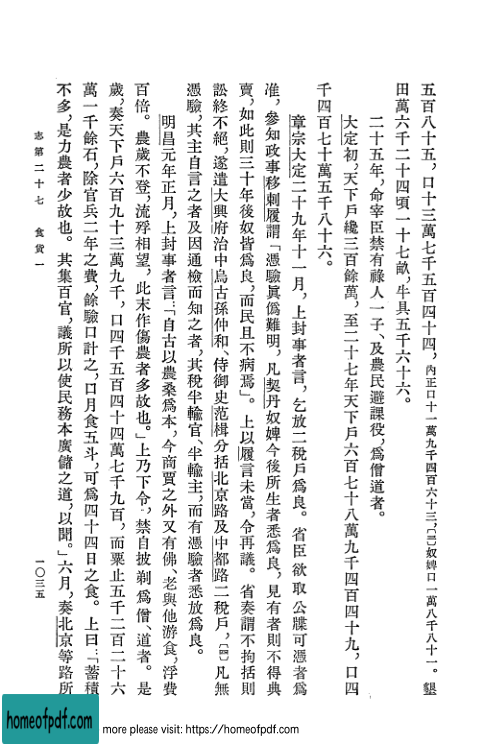 五百八十五，口十三萬七千五百四十四，內正口十一萬九千四百六十三，〔三〕奴婢口一萬八千八十一。墾
田萬六千二十四頃一十七畝，牛具五千六十六。
二十五年，命宰臣禁有祿人一子、及農民避課役，爲僧道者。
大定初，天下戶纔三百餘萬，至二十七年天下戶六百七十八萬九千四百四十九，口四
千四百七十萬五千八十六。
章宗大定二十九年十一月，上封事者言，乞放二稅戶爲良。省臣欲取公牒可憑者爲
准，參知政事移剌履謂「憑驗眞僞難明，凡契丹奴婢今後所生者悉爲良，見有者則不得典
賣，如此則三十年後奴皆爲良，而民且不病焉」。上以履言未當，令再議。省奏謂不拘括則
訟終不絕，遂遣大興府治中烏古孫仲和、侍御史范楫分括北京路及中都路二稅戶，〔四〕凡無
憑驗，其主自言之者及因通檢而知之者，其稅半輸官、半輸主，而有憑驗者悉放爲良。
明昌元年正月，上封事者言：「自古以農桑爲本，今商賈之外又有佛、老與他游食，浮費
百倍。農歲不登，流殍相望，此末作傷農者多故也。」上乃下令，禁自披剃爲僧、道者。是
歲，奏天下戶六百九十三萬九千，口四千五百四十四萬七千九百，而粟止五千二百二十六
萬一千餘石，除官兵二年之費，餘驗口計之，口月食五斗，可爲四十四日之食。上曰：「蓄積
不多，是力農者少故也。其集百官，議所以使民務本廣儲之道，以聞。」六月，奏北京等路所
志第二十七 食貨一
一〇三五
homeofpdf.com
more please visit: https://homeofpdf.com